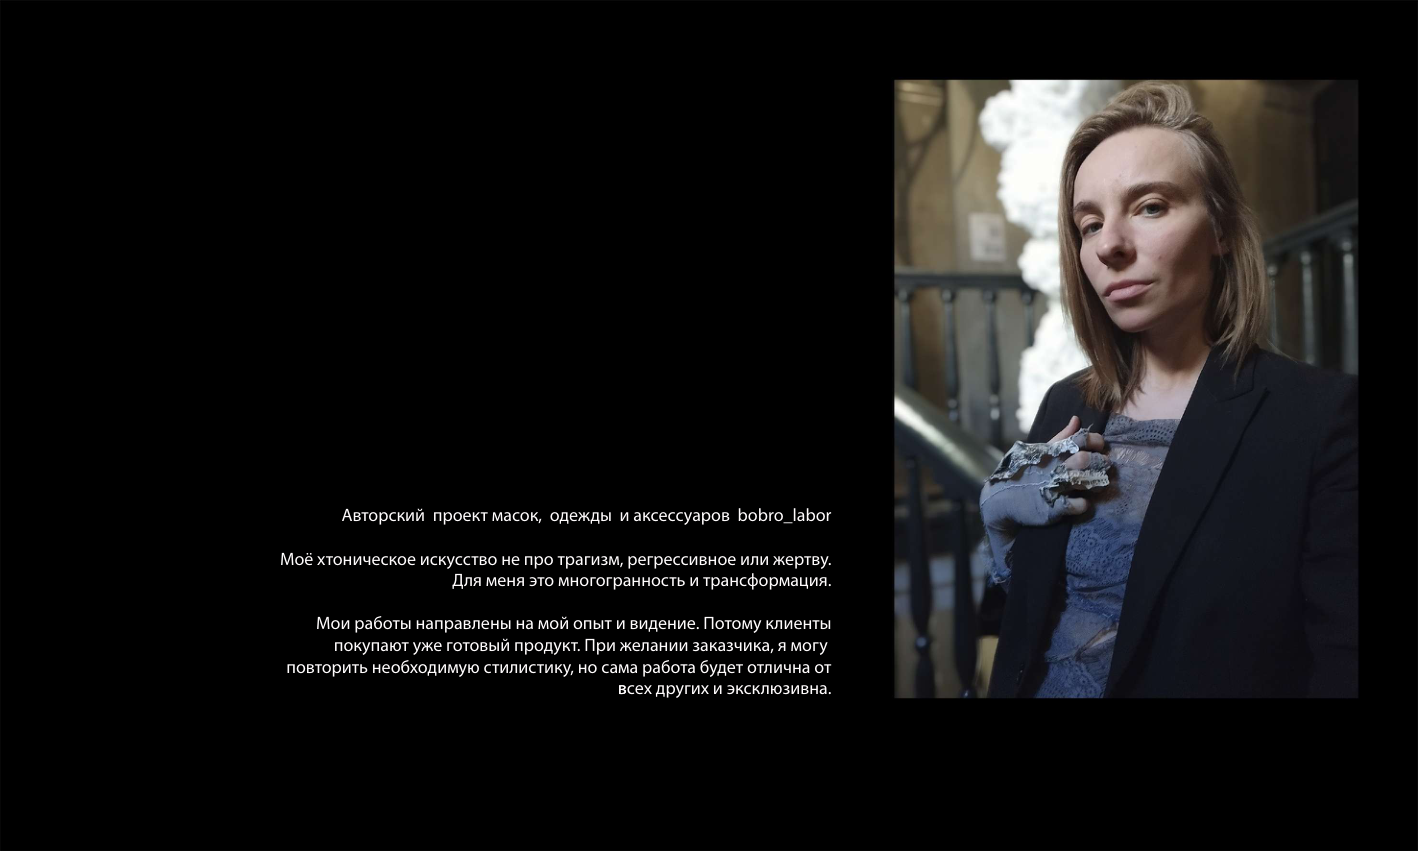 Авторский проект масок, одежды и аксессуаров bobro_labor
Моё хтоническое искусство не про трагизм, регрессивное или жертву.
Для меня это многогранность и трансформация.
Мои работы направлены на мой опыт и видение. Потому клиенты
покупают уже готовый продукт. При желании заказчика, я могу
повторить необходимую стилистику, но сама работа будет отлична от
всех других и эксклюзивна.